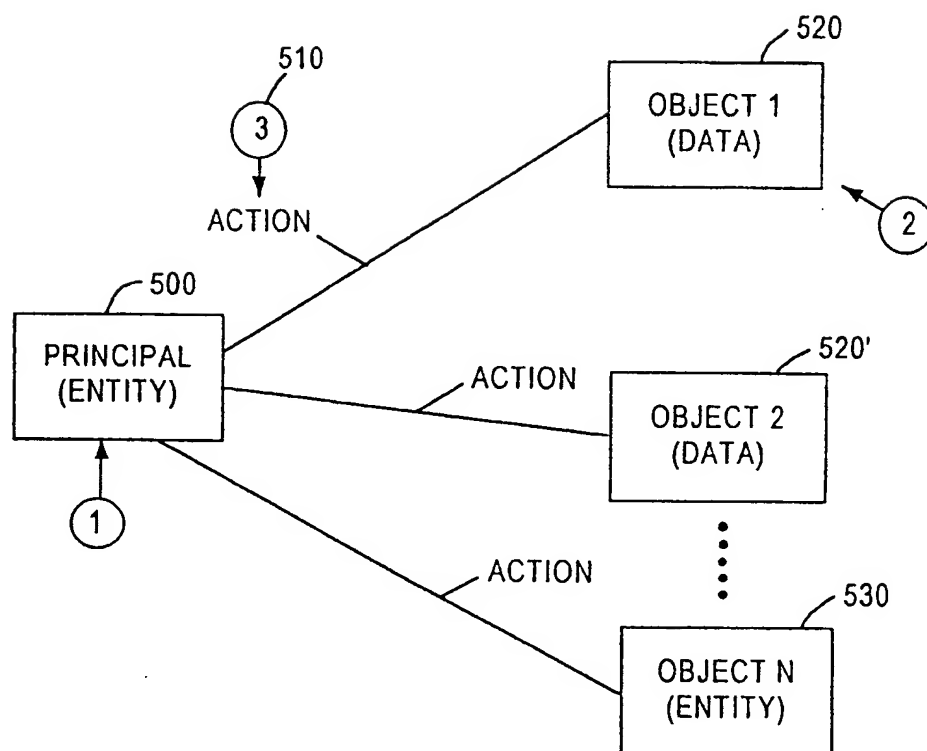 510
3
ACTION
520
OBJECT 1
(DATA)
2
500
PRINCIPAL
(ENTITY)
1
ACTION
520'
OBJECT 2
(DATA)
ACTION
530
OBJECT N
(ENTITY)